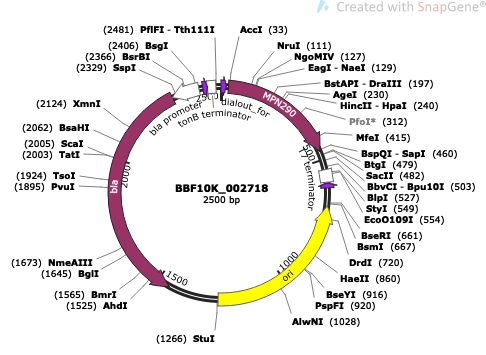 Created with SnapGene®
(2481) PflFI - Tth111I
(2406) BsgI
(2366) BsrBI
(2329) SspI
(2124) XmnI
(2062) BsaHI
(2005) ScaI
(2003) TatI
(1924) TsoI
(1895) PvuI
(1673) NmeAIII
(1645) BglI
(1565) BmrI
(1525) AhdI
(1266) StuI
AccI (33)
NruI (111)
NgoMIV (127)
EagI - NaeI (129)
BstAPI - DraIII (197)
AgeI (230)
HincII - HpaI (240)
PfoI* (312)
MfeI (415)
BspQI - SapI (460)
BtgI (479)
SacII (482)
BbvCI - Bpu10I (503)
BlpI (527)
StyI (549)
EcoO109I (554)
BseRI (661)
BsmI (667)
DrdI (720)
HaeII (860)
BseYI (916)
PspFI (920)
AlwNI (1028)
bla promoter
tonB terminator
dialout_for
MPN290
T7 terminator
ori
bla
500
1000
1500
2000
2500
BBF10K_002718
2500 bp